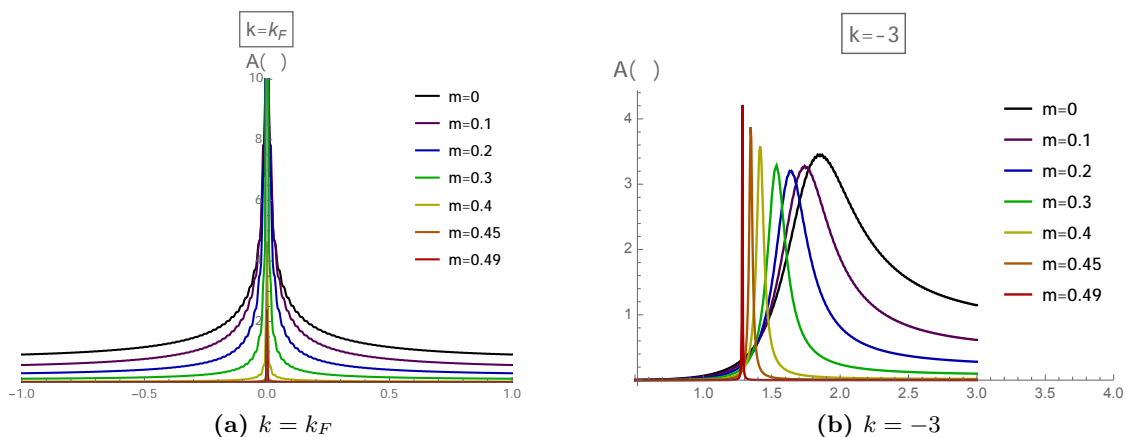 k=k_F
A( )
10
8
6
4
2
-1.0 -0.5 0.0 0.5 1.0
m=0
m=0.1
m=0.2
m=0.3
m=0.4
m=0.45
m=0.49
(a) k = k_F
k=-3
A( )
4
3
2
1
1.0 1.5 2.0 2.5 3.0 3.5 4.0
m=0
m=0.1
m=0.2
m=0.3
m=0.4
m=0.45
m=0.49
(b) k = −3